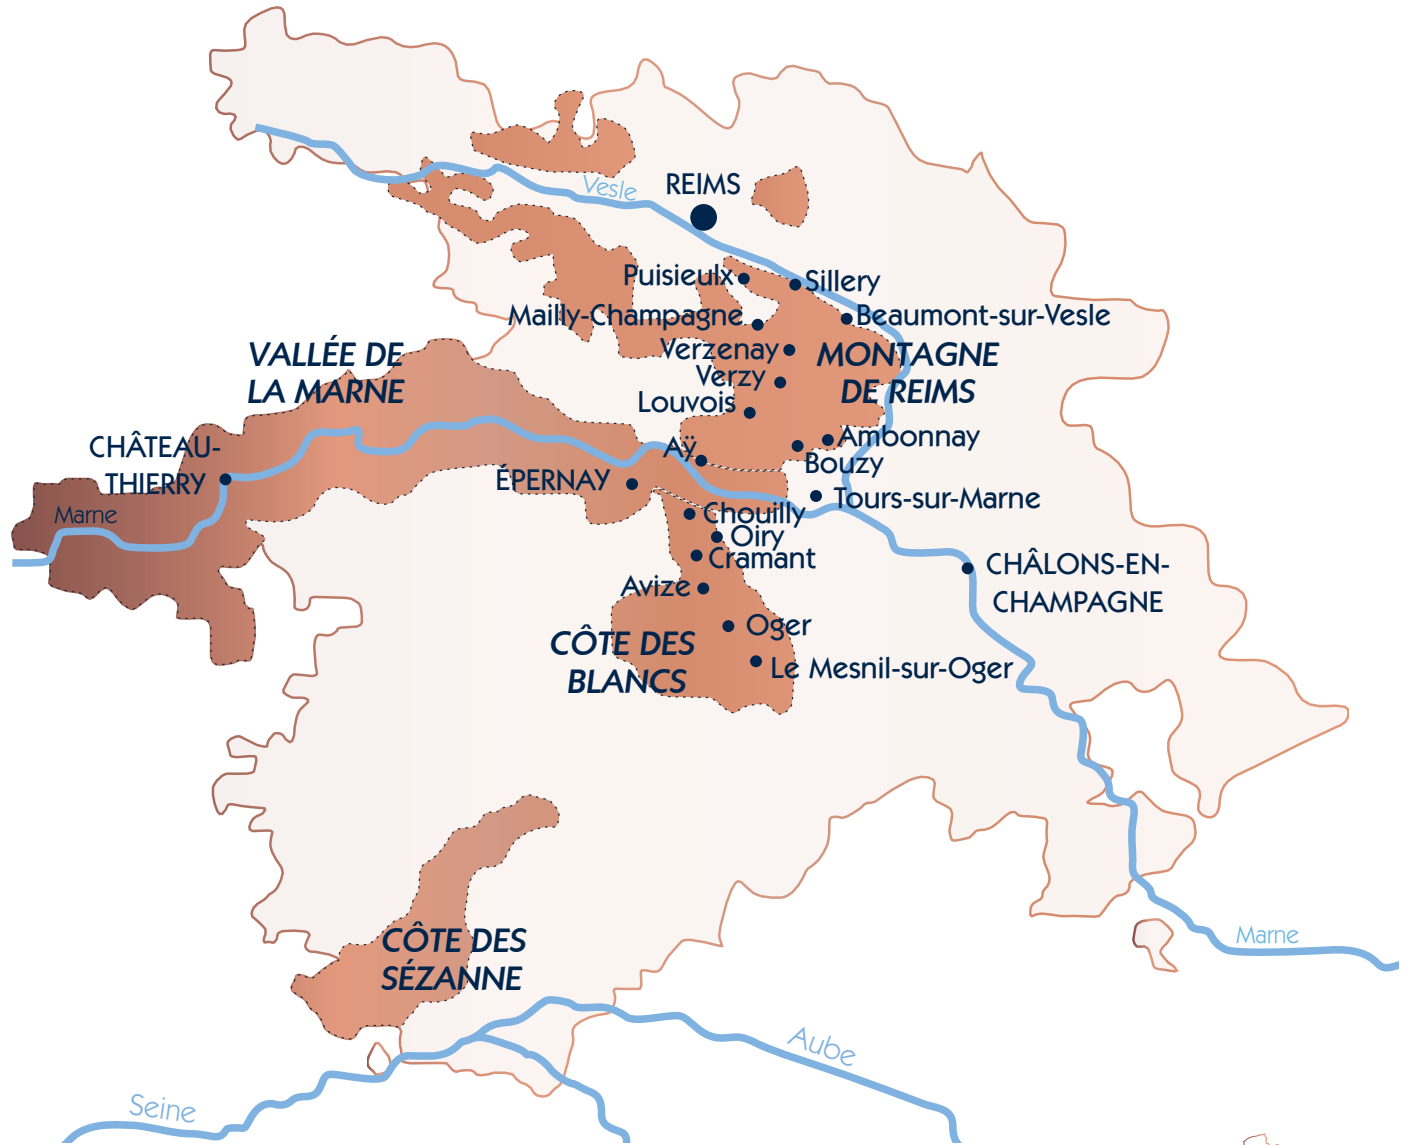 REIMS
Vesle
Puisieulx
Sillery
Mailly-Champagne
Beaumont-sur-Vesle
VALLÉE DE
LA MARNE
Verzenay
MONTAGNE
DE REIMS
Verzy
Louvois
CHÂTEAU-
THIERRY
Aÿ
Ambonnay
Bouzy
ÉPERNAY
Tours-sur-Marne
Marne
Chouilly
Oiry
Cramant
CHÂLONS-EN-
CHAMPAGNE
Avize
Oger
CÔTE DES
BLANCS
Le Mesnil-sur-Oger
CÔTE DES
SÉZANNE
Marne
Aube
Seine